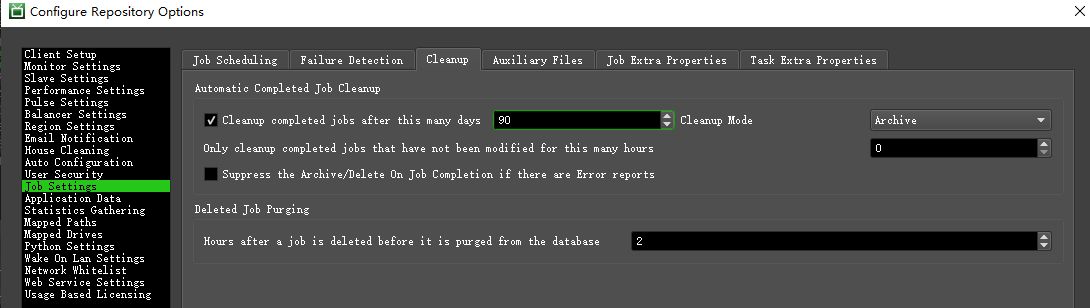 Configure Repository Options
Client Setup
Monitor Settings
Slave Settings
Performance Settings
Pulse Settings
Balancer Settings
Region Settings
Email Notification
House Cleaning
Auto Configuration
User Security
Job Settings
Application Data
Statistics Gathering
Mapped Paths
Mapped Drives
Python Settings
Wake On Lan Settings
Network Whitelist
Web Service Settings
Usage Based Licensing
Job Scheduling Failure Detection Cleanup Auxiliary Files Job Extra Properties Task Extra Properties
Automatic Completed Job Cleanup
Cleanup completed jobs after this many days 90 Cleanup Mode Archive
Only cleanup completed jobs that have not been modified for this many hours 0
Suppress the Archive/Delete On Job Completion if there are Error reports
Deleted Job Purging
Hours after a job is deleted before it is purged from the database 2